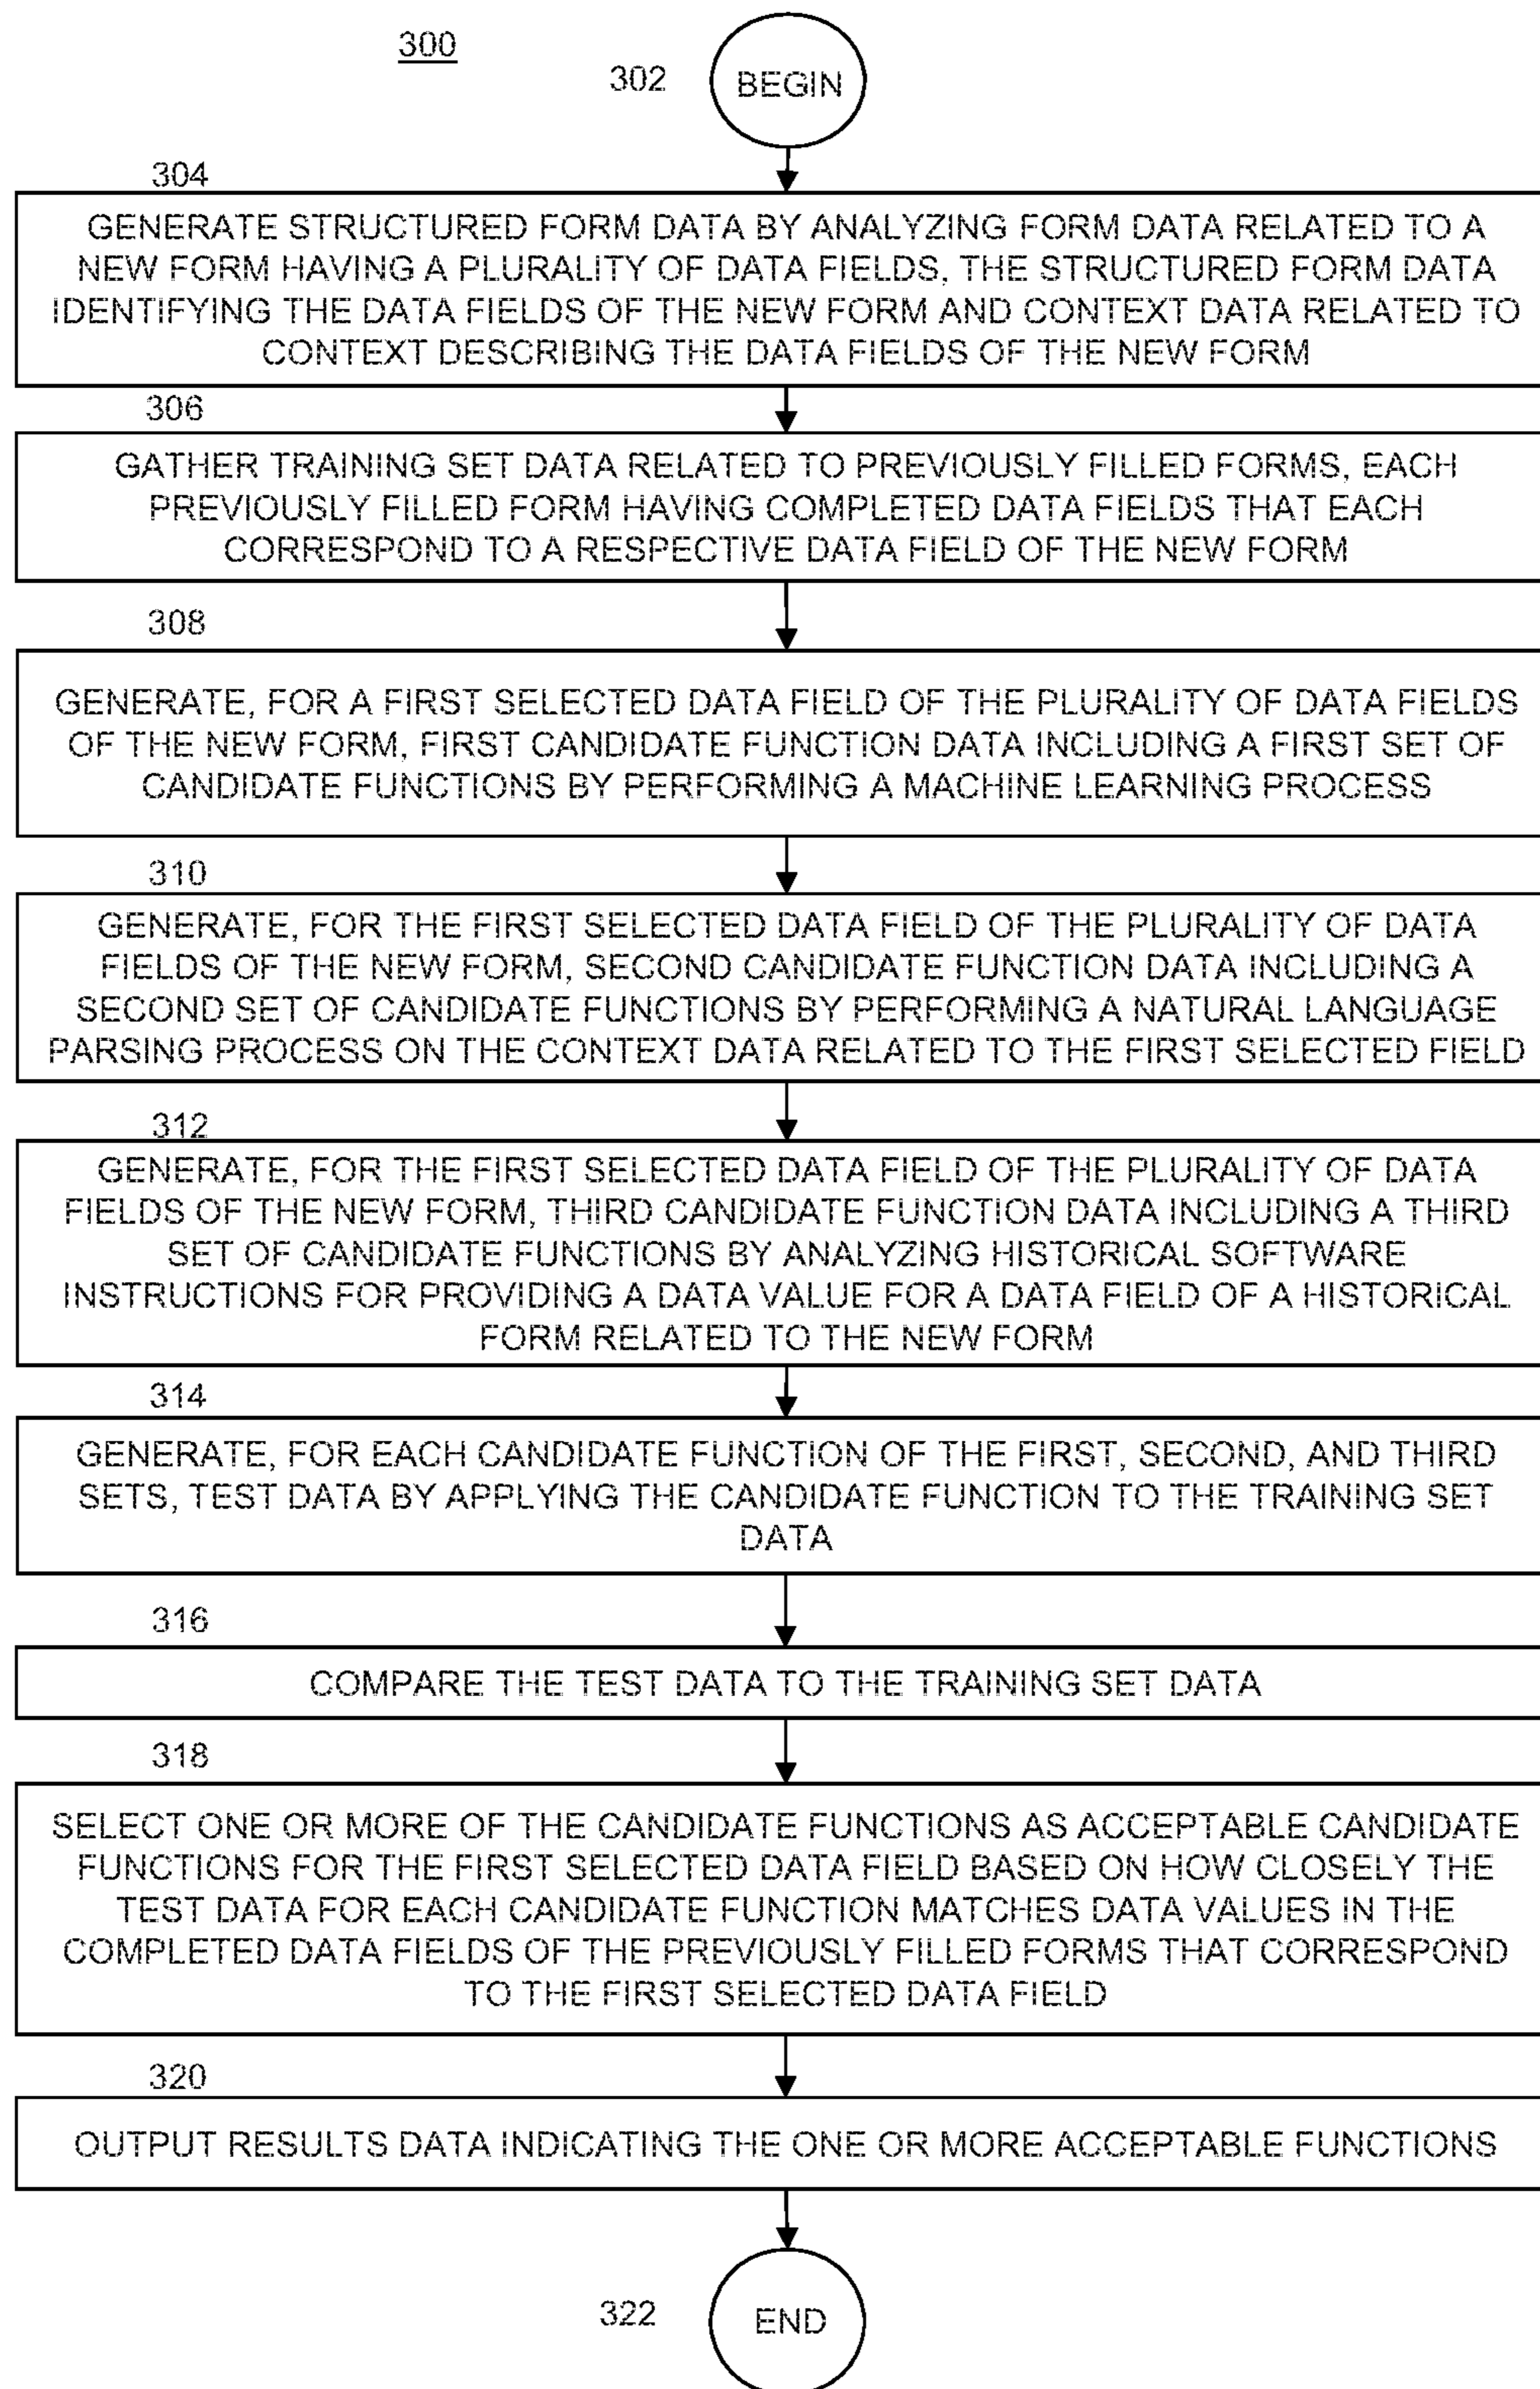 300
302
BEGIN
304
GENERATE STRUCTURED FORM DATA BY ANALYZING FORM DATA RELATED TO A
NEW FORM HAVING A PLURALITY OF DATA FIELDS, THE STRUCTURED FORM DATA
IDENTIFYING THE DATA FIELDS OF THE NEW FORM AND CONTEXT DATA RELATED TO
CONTEXT DESCRIBING THE DATA FIELDS OF THE NEW FORM
306
GATHER TRAINING SET DATA RELATED TO PREVIOUSLY FILLED FORMS, EACH
PREVIOUSLY FILLED FORM HAVING COMPLETED DATA FIELDS THAT EACH
CORRESPOND TO A RESPECTIVE DATA FIELD OF THE NEW FORM
308
GENERATE, FOR A FIRST SELECTED DATA FIELD OF THE PLURALITY OF DATA FIELDS
OF THE NEW FORM, FIRST CANDIDATE FUNCTION DATA INCLUDING A FIRST SET OF
CANDIDATE FUNCTIONS BY PERFORMING A MACHINE LEARNING PROCESS
310
GENERATE, FOR THE FIRST SELECTED DATA FIELD OF THE PLURALITY OF DATA
FIELDS OF THE NEW FORM, SECOND CANDIDATE FUNCTION DATA INCLUDING A
SECOND SET OF CANDIDATE FUNCTIONS BY PERFORMING A NATURAL LANGUAGE
PARSING PROCESS ON THE CONTEXT DATA RELATED TO THE FIRST SELECTED FIELD
312
GENERATE, FOR THE FIRST SELECTED DATA FIELD OF THE PLURALITY OF DATA
FIELDS OF THE NEW FORM, THIRD CANDIDATE FUNCTION DATA INCLUDING A THIRD
SET OF CANDIDATE FUNCTIONS BY ANALYZING HISTORICAL SOFTWARE
INSTRUCTIONS FOR PROVIDING A DATA VALUE FOR A DATA FIELD OF A HISTORICAL
FORM RELATED TO THE NEW FORM
314
GENERATE, FOR EACH CANDIDATE FUNCTION OF THE FIRST, SECOND, AND THIRD
SETS, TEST DATA BY APPLYING THE CANDIDATE FUNCTION TO THE TRAINING SET
DATA
316
COMPARE THE TEST DATA TO THE TRAINING SET DATA
318
SELECT ONE OR MORE OF THE CANDIDATE FUNCTIONS AS ACCEPTABLE CANDIDATE
FUNCTIONS FOR THE FIRST SELECTED DATA FIELD BASED ON HOW CLOSELY THE
TEST DATA FOR EACH CANDIDATE FUNCTION MATCHES DATA VALUES IN THE
COMPLETED DATA FIELDS OF THE PREVIOUSLY FILLED FORMS THAT CORRESPOND
TO THE FIRST SELECTED DATA FIELD
320
OUTPUT RESULTS DATA INDICATING THE ONE OR MORE ACCEPTABLE FUNCTIONS
322
END